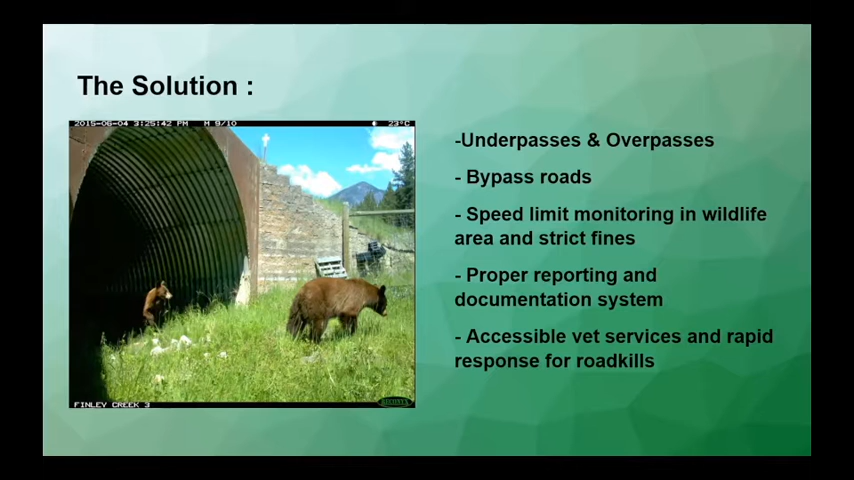 The Solution :
2015-06-04 3:25:42 PM M 9/10 23°C
FINLEY CREEK 3
-Underpasses & Overpasses
- Bypass roads
- Speed limit monitoring in wildlife
area and strict fines
- Proper reporting and
documentation system
- Accessible vet services and rapid
response for roadkills